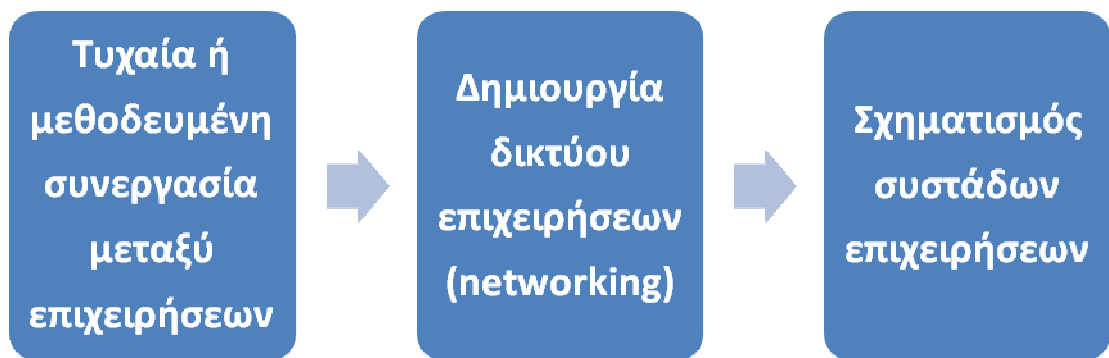 Τυχαία ή
μεθοδευμένη
συνεργασία
μεταξύ
επιχειρήσεων
Δημιουργία
δικτύου
επιχειρήσεων
(networking)
Σχηματισμός
συστάδων
επιχειρήσεων